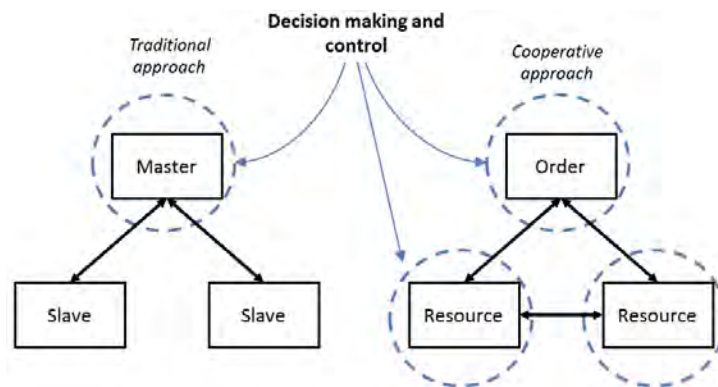 Decision making and
control
Traditional
approach
Cooperative
approach
Master
Order
Slave
Slave
Resource
Resource